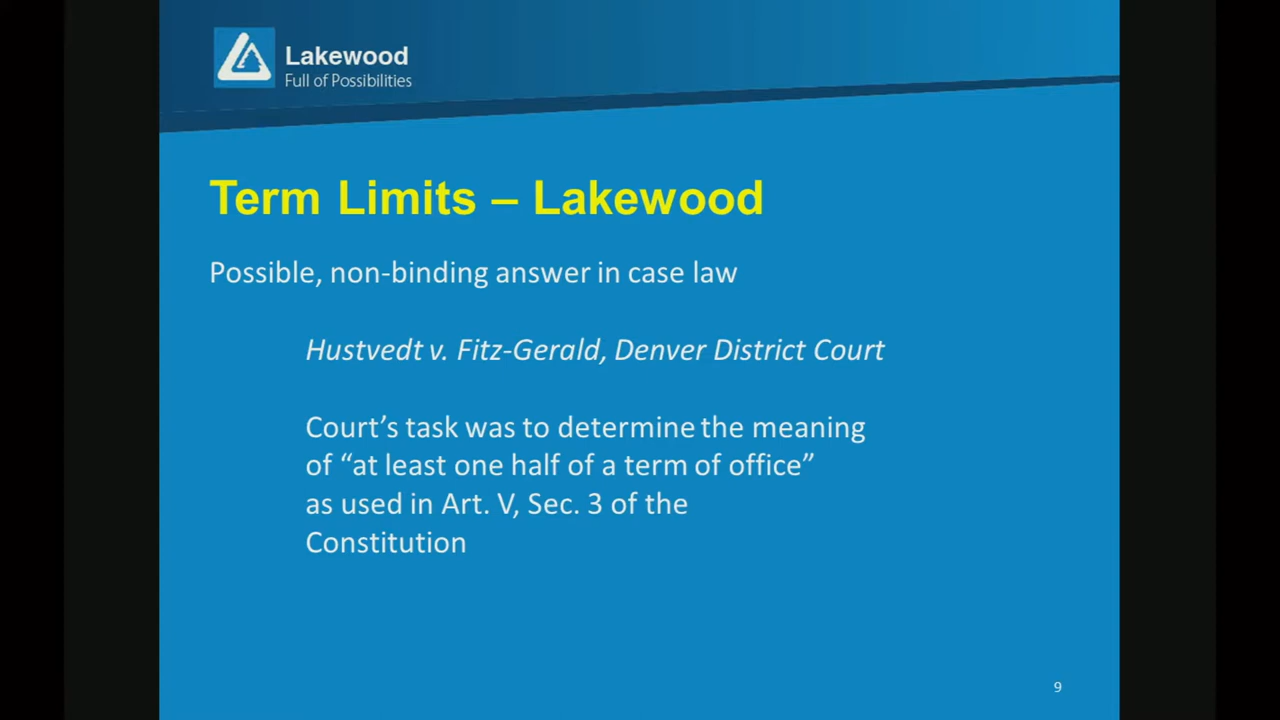 Lakewood
Full of Possibilities
Term Limits – Lakewood
Possible, non-binding answer in case law
Hustvedt v. Fitz-Gerald, Denver District Court
Court’s task was to determine the meaning
of “at least one half of a term of office”
as used in Art. V, Sec. 3 of the
Constitution
9